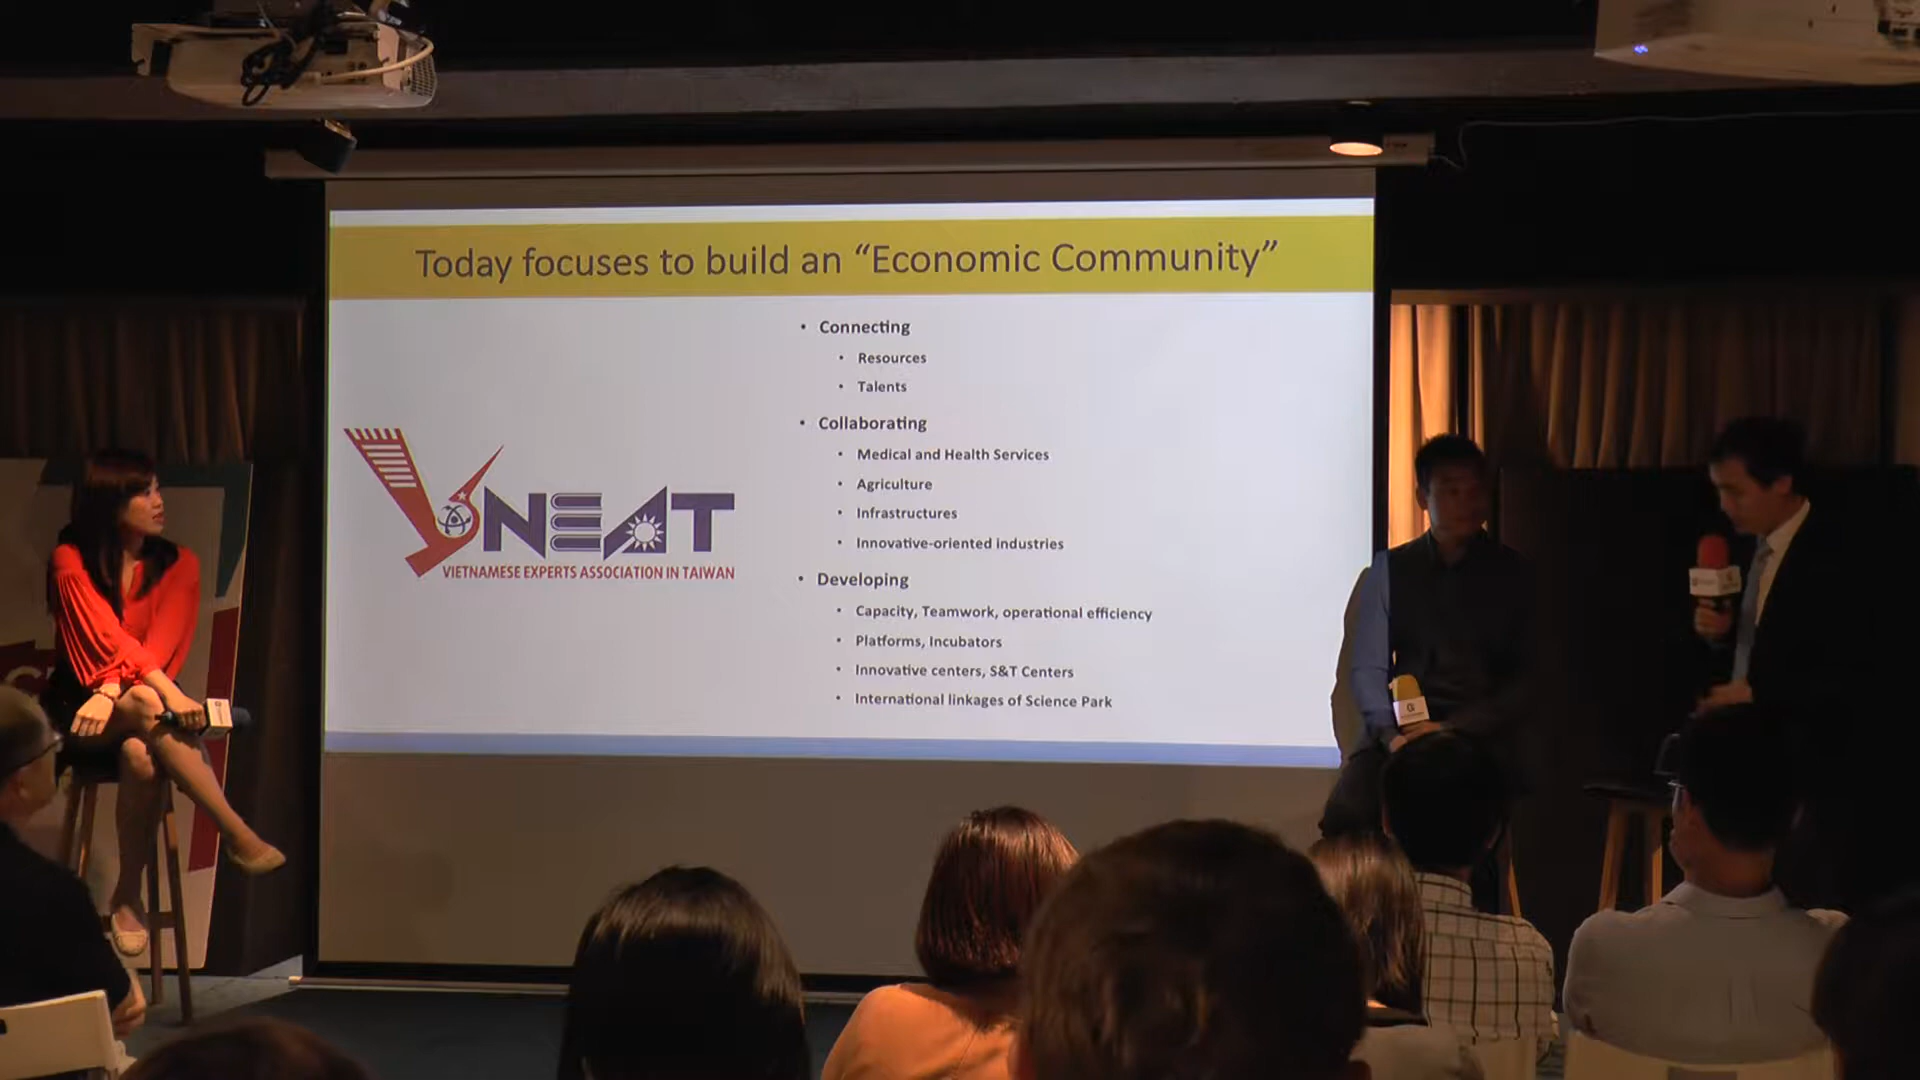 Today focuses to build an “Economic Community”
• Connecting
• Resources
• Talents
• Collaborating
• Medical and Health Services
• Agriculture
• Infrastructures
• Innovative-oriented industries
• Developing
• Capacity, Teamwork, operational efficiency
• Platforms, Incubators
• Innovative centers, S&T Centers
• International linkages of Science Park
VNEAT
VIETNAMESE EXPERTS ASSOCIATION IN TAIWAN